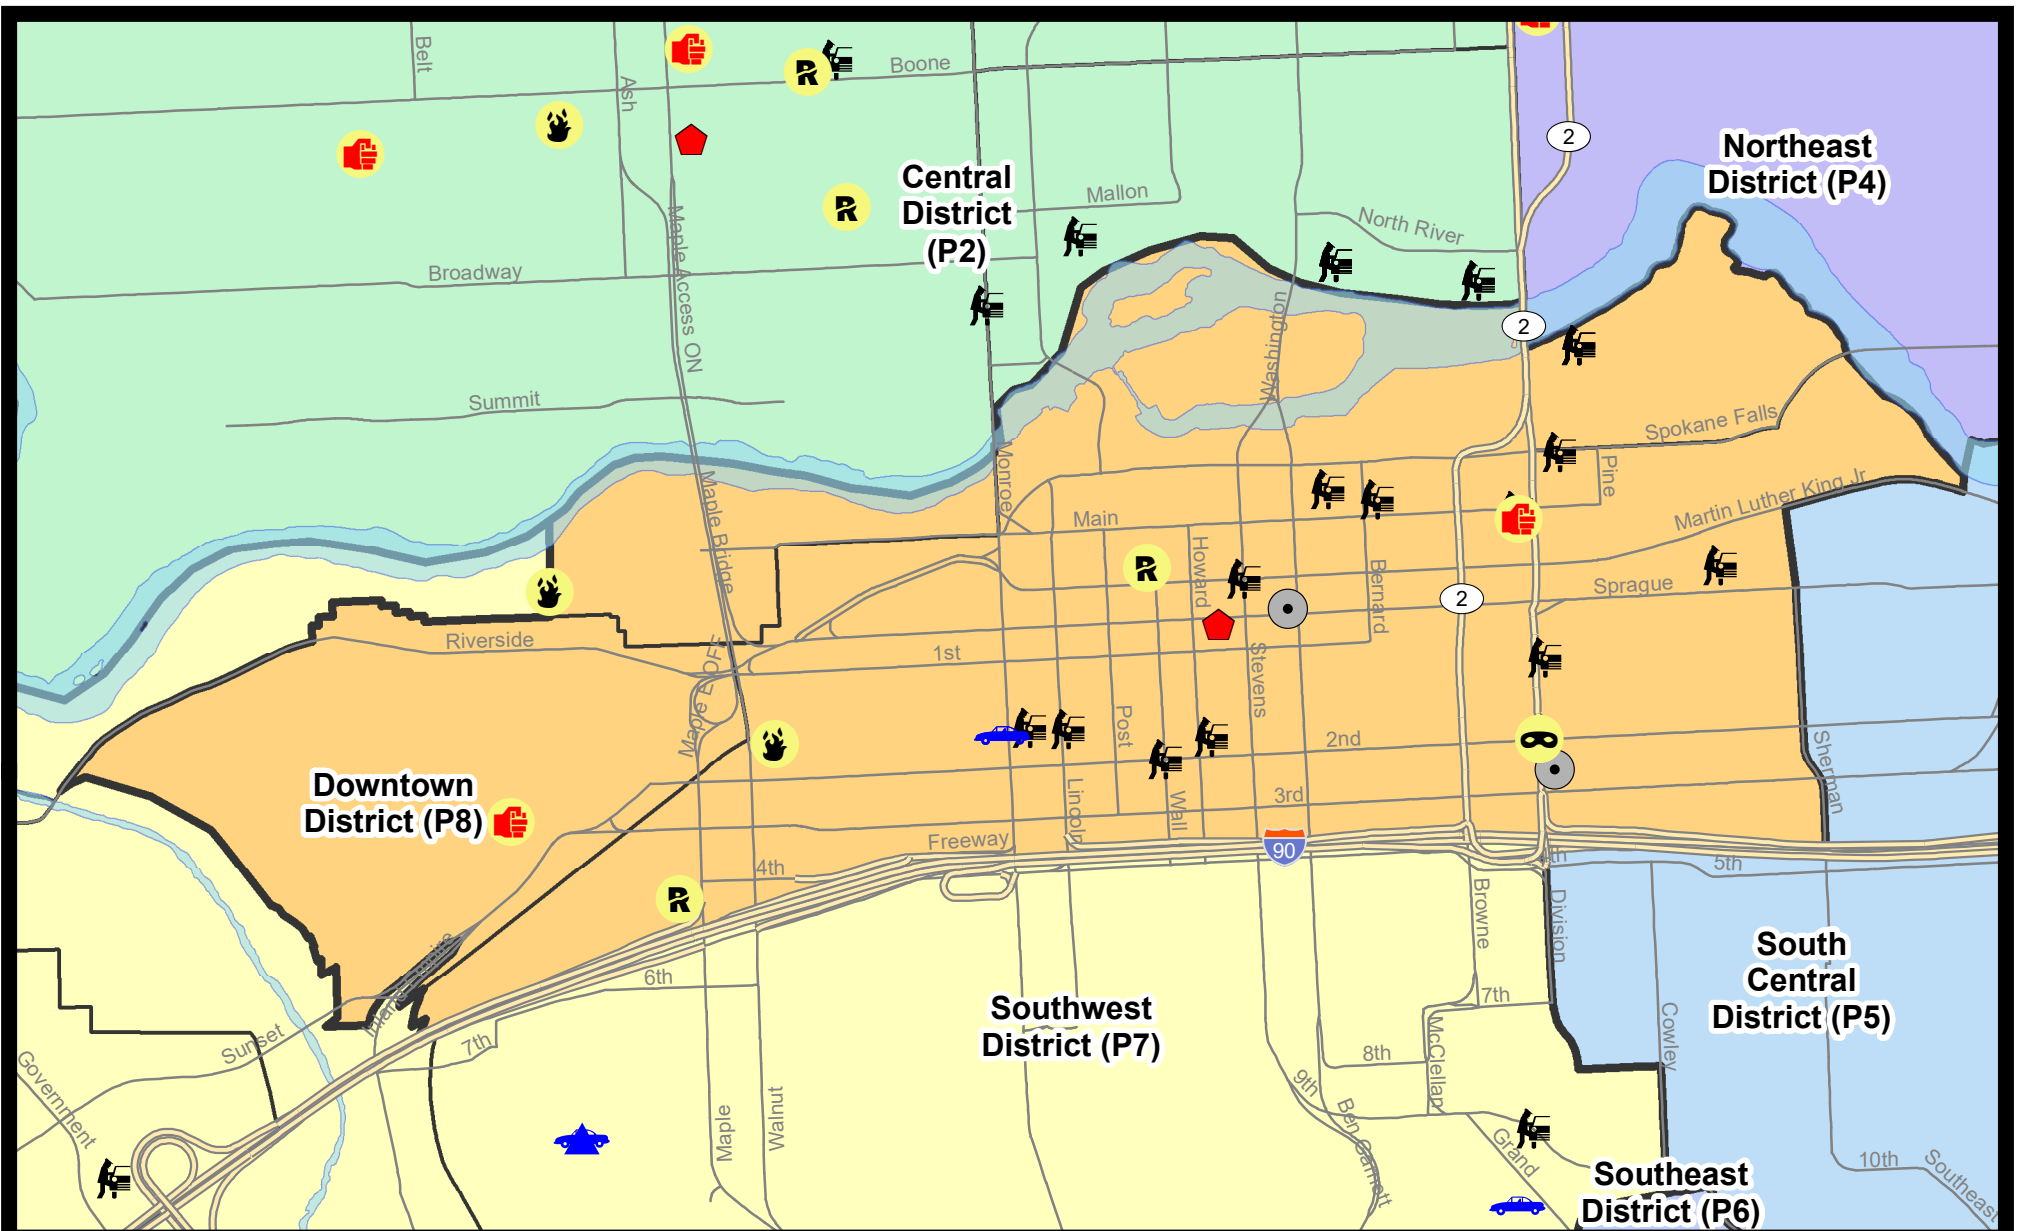 Belt
Ash
Boone
2
Northeast
District (P4)
Central
District
(P2)
Mallon
North River
Maple Access ON
Broadway
Washington
2
Summit
Spokane Falls
Monroe
Pine
Maple Bridge
Main
Martin Luther King Jr
Howard
Bernard
Sprague
2
Riverside
1st
Stevens
Maple E OFF
Post
2nd
Sherman
Downtown
District (P8)
Lincoln
Wall
3rd
Freeway
90
4th
4th
5th
Browne
Division
South
Central
District (P5)
6th
7th
Southwest
District (P7)
Sunset
7th
McClellan
Cowley
8th
Government
9th
Ben Garnett
Maple
Walnut
Grand
10th
Southeast
Southeast
District (P6)